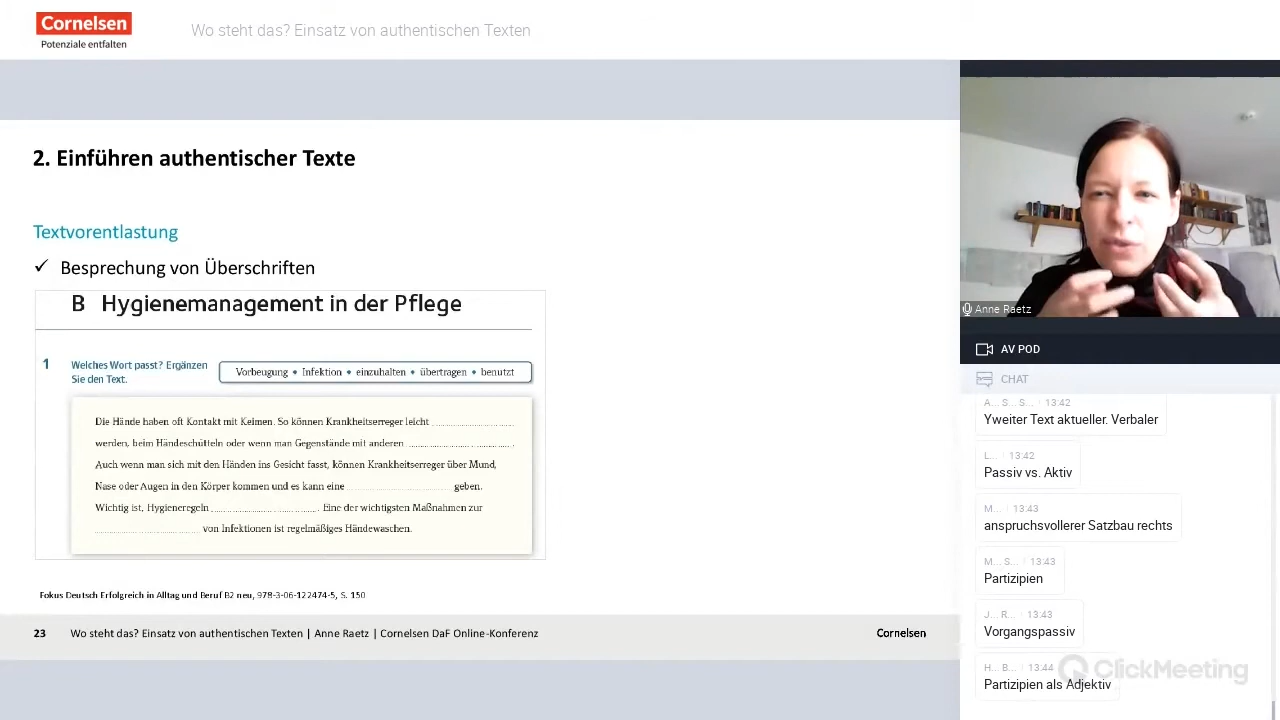 Cornelsen
Potenziale entfalten
Wo steht das? Einsatz von authentischen Texten
2. Einführen authentischer Texte
Textvorentlastung
✓ Besprechung von Überschriften
B Hygienemanagement in der Pflege
1 Welches Wort passt? Ergänzen
Sie den Text.
Vorbeugung • Infektion • einzuhalten • übertragen • benutzt
Die Hände haben oft Kontakt mit Keimen. So können Krankheitserreger leicht
werden, beim Händeschütteln oder wenn man Gegenstände mit anderen .
Auch wenn man sich mit den Händen ins Gesicht fasst, können Krankheitserreger über Mund,
Nase oder Augen in den Körper kommen und es kann eine geben.
Wichtig ist, Hygieneregeln . Eine der wichtigsten Maßnahmen zur
von Infektionen ist regelmäßiges Händewaschen.
Fokus Deutsch Erfolgreich in Alltag und Beruf B2 neu, 978-3-06-122474-5, S. 150
23 Wo steht das? Einsatz von authentischen Texten | Anne Raetz | Cornelsen DaF Online-Konferenz
Cornelsen
Anne Raetz
AV POD
CHAT
A... S... S... 13:42
Yweiter Text aktueller. Verbaler
L... 13:42
Passiv vs. Aktiv
M... 13:43
anspruchsvollerer Satzbau rechts
M... S... 13:43
Partizipien
J... R... 13:43
Vorgangspassiv
H... B... 13:44
Partizipien als Adjektiv
ClickMeeting